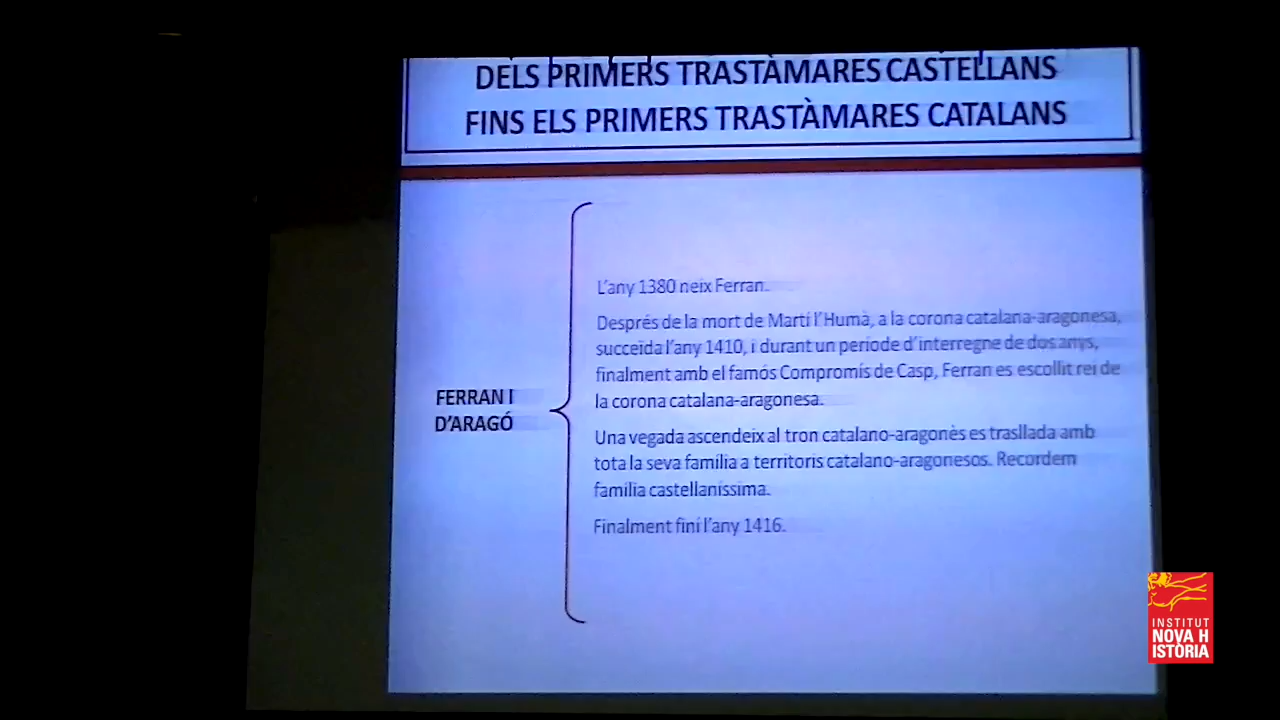 DELS PRIMERS TRASTÀMARES CASTELLANS
FINS ELS PRIMERS TRASTÀMARES CATALANS
L'any 1380 neix Ferran.
Després de la mort de Martí l'Humà, a la corona catalana-aragonesa,
succeïda l'any 1410, i durant un període d'interregne de dos anys,
finalment amb el famós Compromís de Casp, Ferran es escollit rei de
la corona catalana-aragonesa.
FERRAN I
D'ARAGÓ
Una vegada ascendeix al tron catalano-aragonès es trasllada amb
tota la seva família a territoris catalano-aragonesos. Recordem
família castellaníssima.
Finalment finí l'any 1416.
INSTITUT
NOVA H
ISTÒRIA